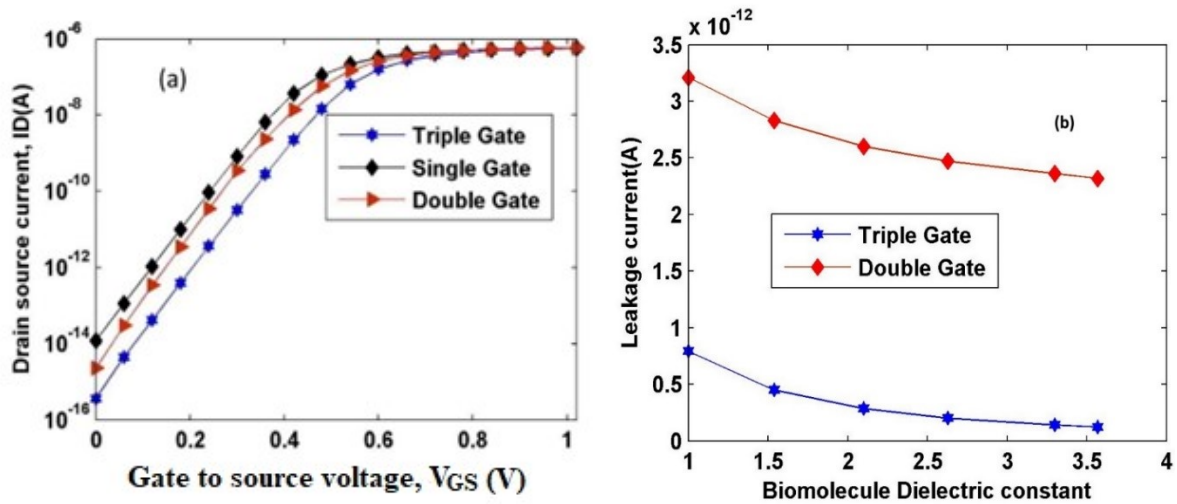 (a)
Drain source current, ID(A)
10-6
10-8
10-10
10-12
10-14
10-16
Triple Gate
Single Gate
Double Gate
0 0.2 0.4 0.6 0.8 1
Gate to source voltage, VGS (V)
x 10-12
(b)
Leakage current(A)
3.5
3
2.5
2
1.5
1
0.5
0
Triple Gate
Double Gate
1 1.5 2 2.5 3 3.5 4
Biomolecule Dielectric constant